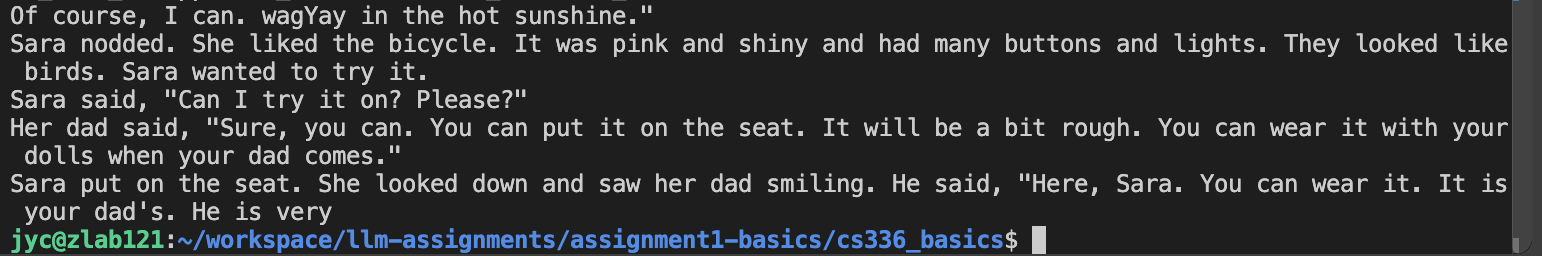 Of course, I can. wagYay in the hot sunshine."
Sara nodded. She liked the bicycle. It was pink and shiny and had many buttons and lights. They looked like
birds. Sara wanted to try it.
Sara said, "Can I try it on? Please?"
Her dad said, "Sure, you can. You can put it on the seat. It will be a bit rough. You can wear it with your
dolls when your dad comes."
Sara put on the seat. She looked down and saw her dad smiling. He said, "Here, Sara. You can wear it. It is
your dad's. He is very
jyc@zlab121:~/workspace/llm-assignments/assignment1-basics/cs336_basics$